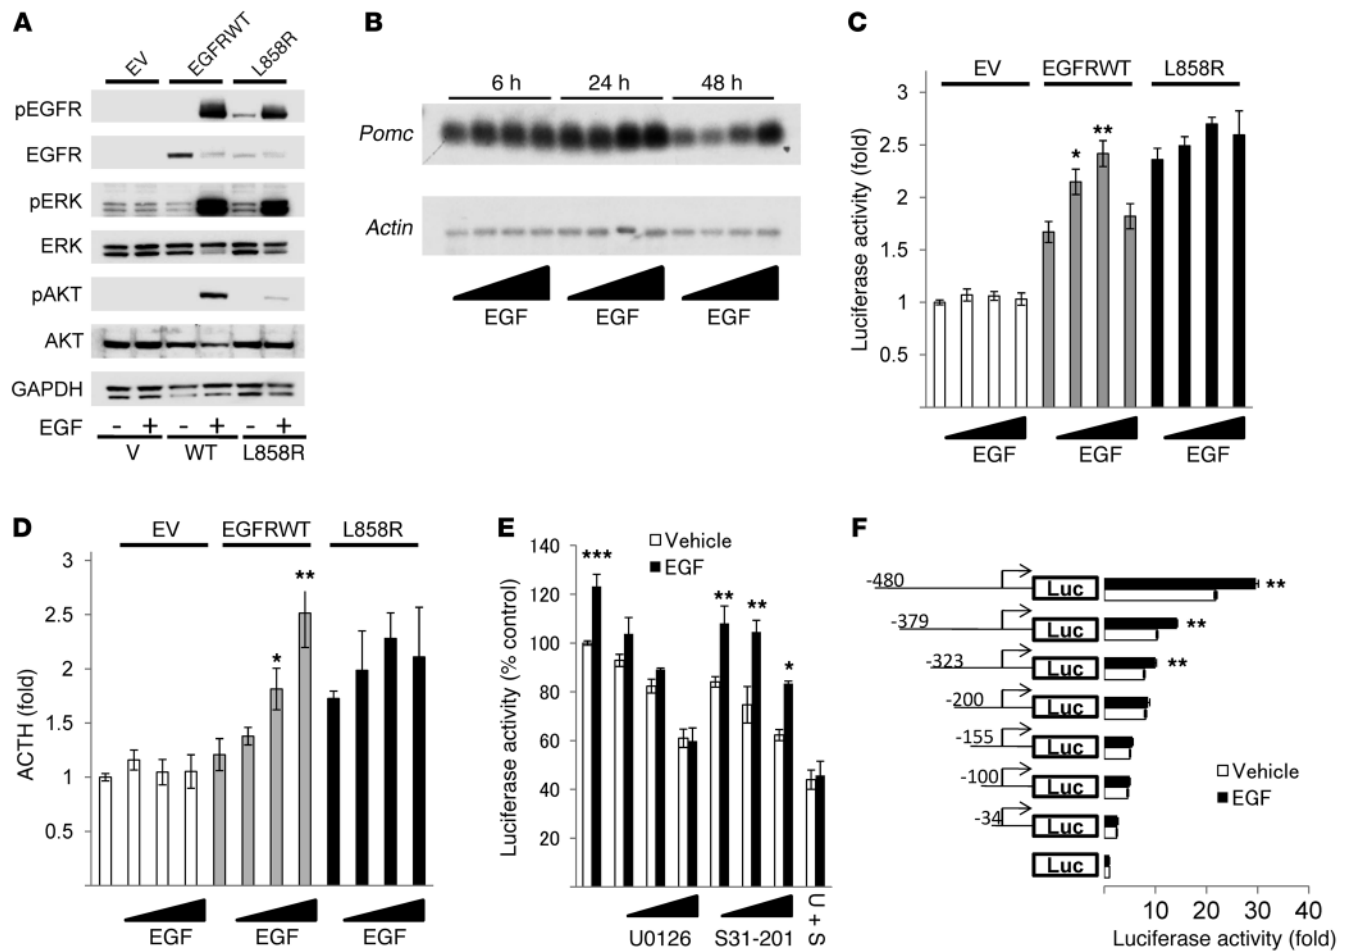 A
EV
EGFRWT
L858R
pEGFR
EGFR
pERK
ERK
pAKT
AKT
GAPDH
EGF - + - + - +
V WT L858R
B
6 h 24 h 48 h
Pomc
Actin
EGF EGF EGF
C
EV EGFRWT L858R
Luciferase activity (fold)
3
2.5
2
1.5
1
0.5
* **
EGF EGF EGF
D
EV EGFRWT L858R
ACTH (fold)
3
2.5
2
1.5
1
0.5
* **
EGF EGF EGF
E
Vehicle
EGF
Luciferase activity (% control)
140
120
100
80
60
40
20
*** ** ** *
U0126 S31-201 U + S
F
-480 Luc **
-379 Luc **
-323 Luc **
-200 Luc
-155 Luc
-100 Luc
-34 Luc
Luc
Vehicle
EGF
10 20 30 40
Luciferase activity (fold)